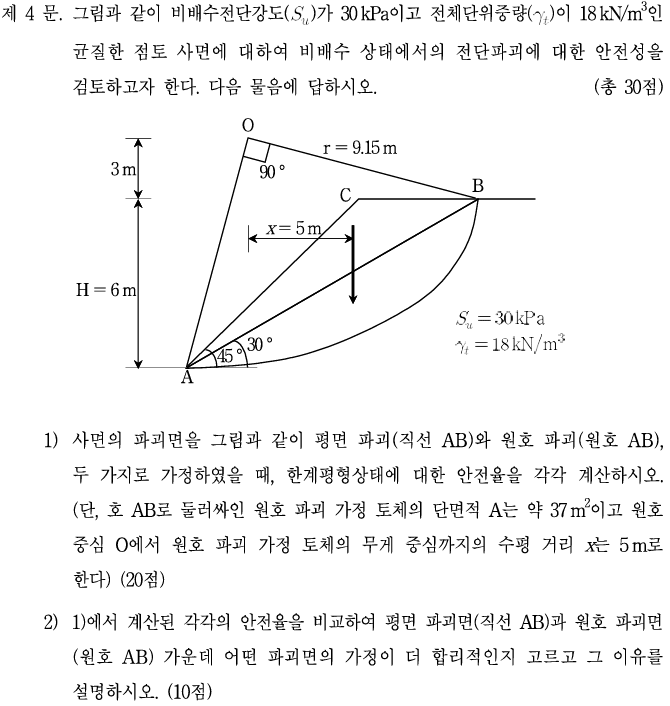 제 4 문. 그림과 같이 비배수전단강도(Sᵤ)가 30 kPa이고 전체단위중량(γₜ)이 18 kN/m³인
균질한 점토 사면에 대하여 비배수 상태에서의 전단파괴에 대한 안전성을
검토하고자 한다. 다음 물음에 답하시오. (총 30점)
O
r = 9.15 m
3 m
90°
C
B
x = 5 m
H = 6 m
Sᵤ = 30 kPa
γₜ = 18 kN/m³
45°
30°
A
1) 사면의 파괴면을 그림과 같이 평면 파괴(직선 AB)와 원호 파괴(원호 AB),
두 가지로 가정하였을 때, 한계평형상태에 대한 안전율을 각각 계산하시오.
(단, 호 AB로 둘러싸인 원호 파괴 가정 토체의 단면적 A는 약 37 m²이고 원호
중심 O에서 원호 파괴 가정 토체의 무게 중심까지의 수평 거리 x는 5 m로
한다) (20점)
2) 1)에서 계산된 각각의 안전율을 비교하여 평면 파괴면(직선 AB)과 원호 파괴면
(원호 AB) 가운데 어떤 파괴면의 가정이 더 합리적인지 고르고 그 이유를
설명하시오. (10점)